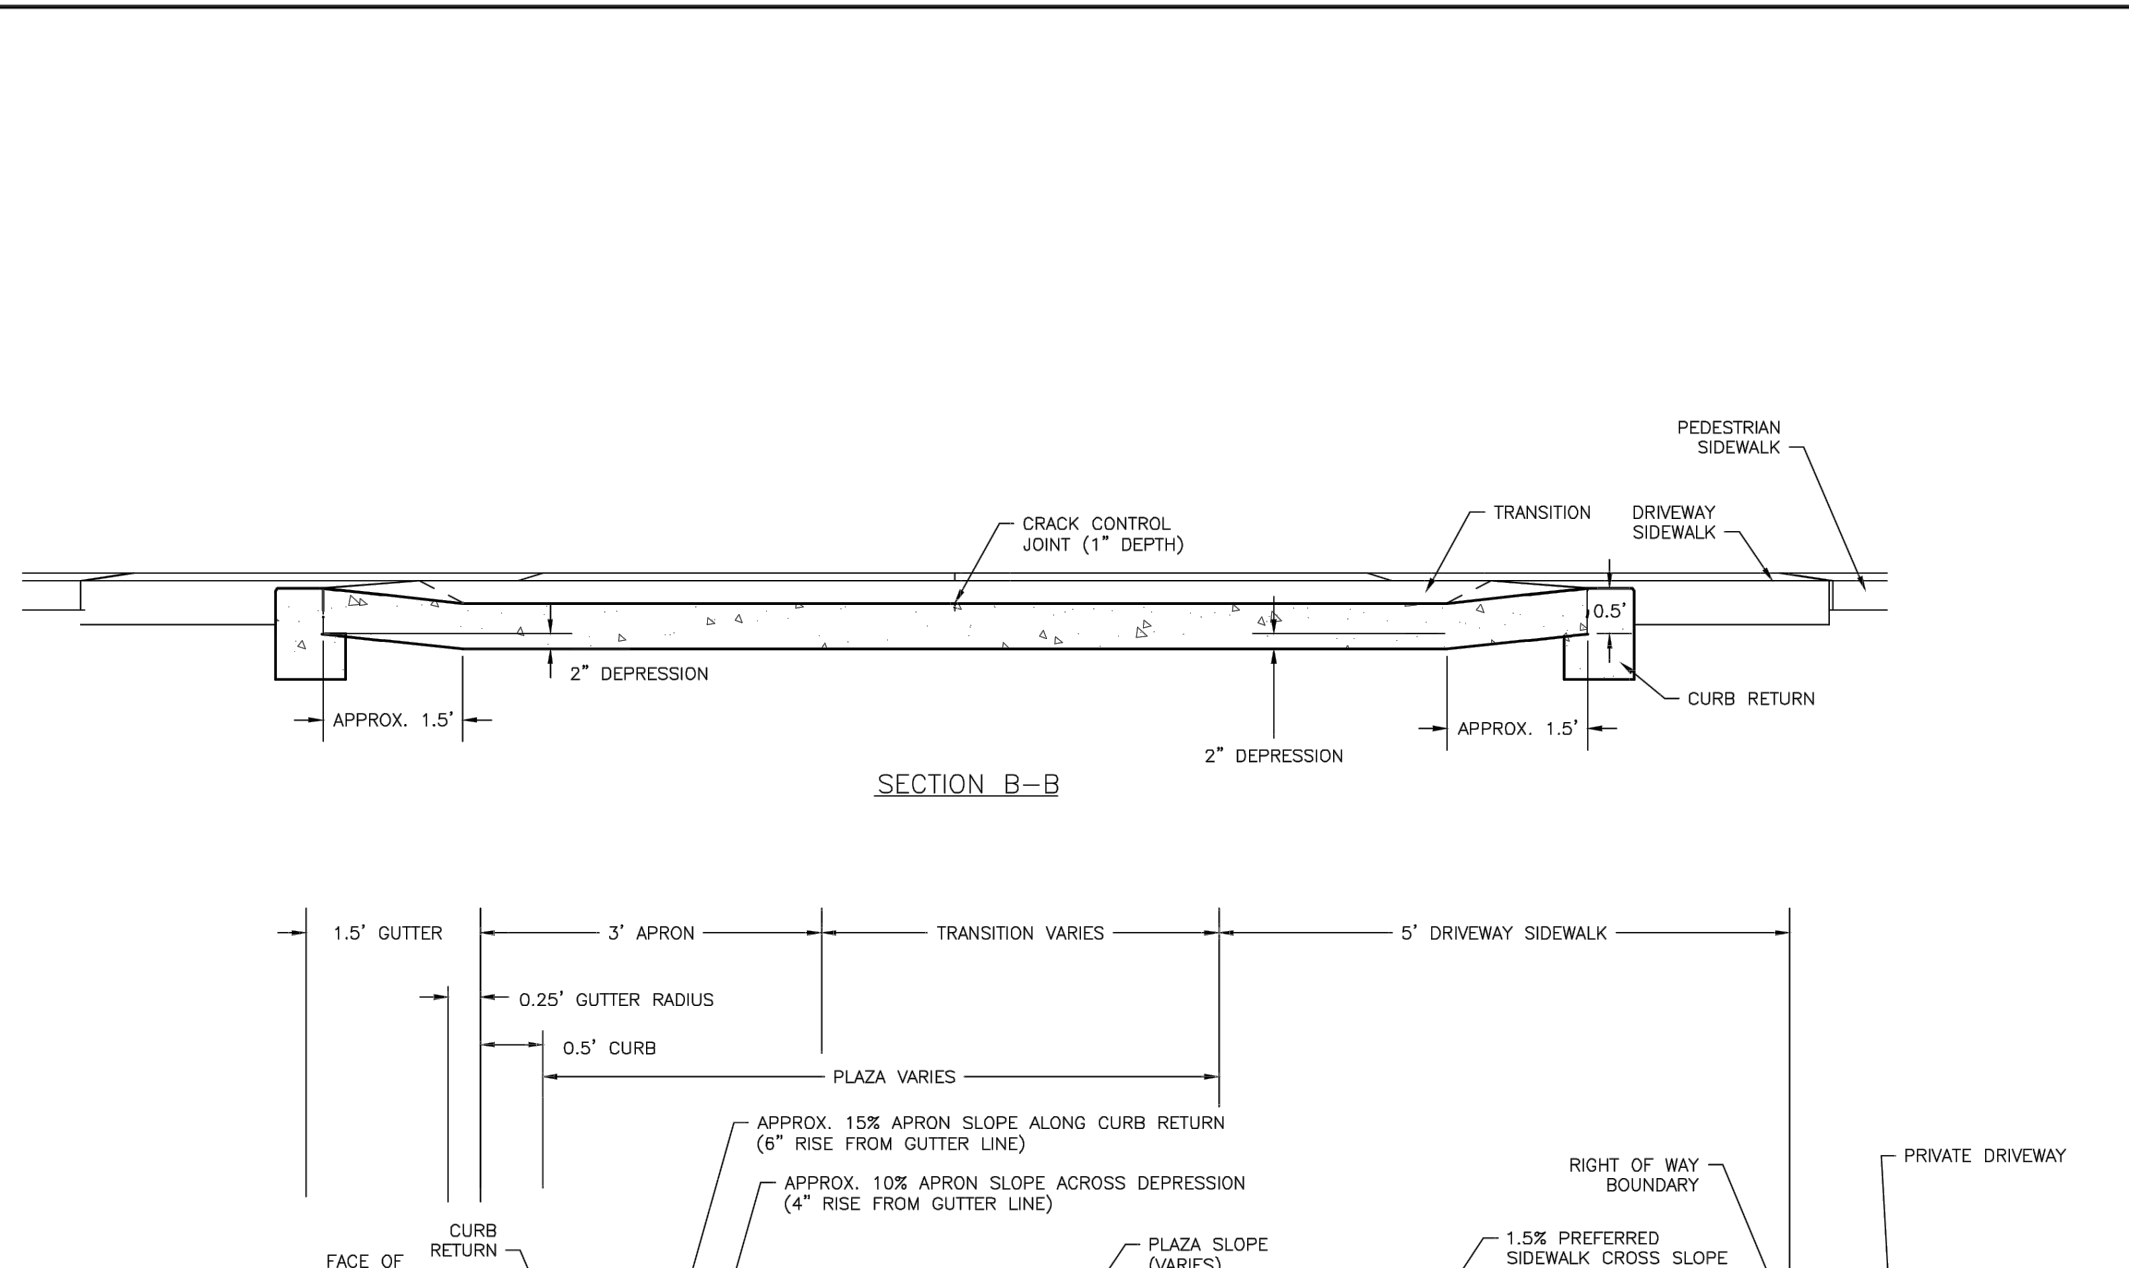 PEDESTRIAN
SIDEWALK
CRACK CONTROL
JOINT (1” DEPTH)
TRANSITION
DRIVEWAY
SIDEWALK
0.5’
2” DEPRESSION
CURB RETURN
APPROX. 1.5’
APPROX. 1.5’
2” DEPRESSION
SECTION B–B
1.5’ GUTTER
3’ APRON
TRANSITION VARIES
5’ DRIVEWAY SIDEWALK
0.25’ GUTTER RADIUS
0.5’ CURB
PLAZA VARIES
APPROX. 15% APRON SLOPE ALONG CURB RETURN
(6” RISE FROM GUTTER LINE)
RIGHT OF WAY
BOUNDARY
PRIVATE DRIVEWAY
APPROX. 10% APRON SLOPE ACROSS DEPRESSION
(4” RISE FROM GUTTER LINE)
CURB
RETURN
FACE OF
PLAZA SLOPE
(VARIES)
1.5% PREFERRED
SIDEWALK CROSS SLOPE